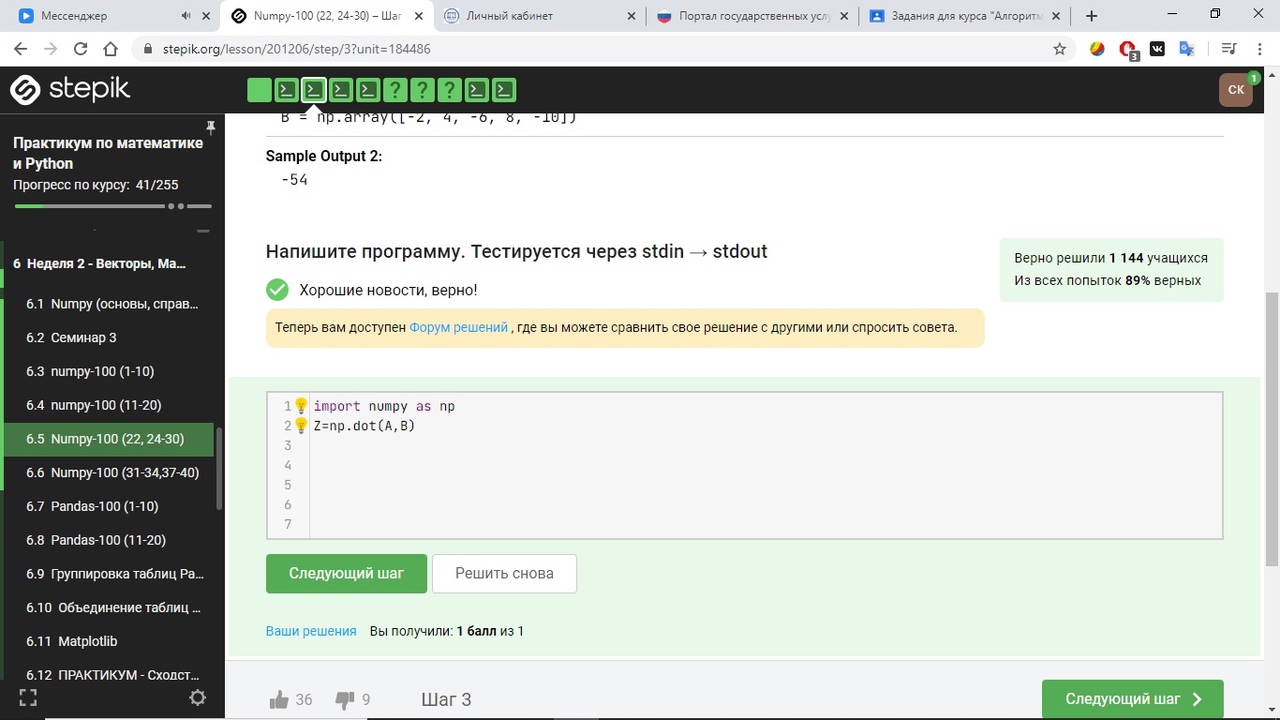 Мессенджер
Numpy-100 (22, 24-30) – Шаг
Личный кабинет
Портал государственных услу
Задания для курса "Алгоритм
stepik.org/lesson/201206/step/3?unit=184486
3
stepik
СК
1
Практикум по математике
и Python
Прогресс по курсу: 41/255
6 Неделя 2 - Векторы, Ма...
6.1 Numpy (основы, справ...
6.2 Семинар 3
6.3 numpy-100 (1-10)
6.4 numpy-100 (11-20)
6.5 Numpy-100 (22, 24-30)
6.6 Numpy-100 (31-34,37-40)
6.7 Pandas-100 (1-10)
6.8 Pandas-100 (11-20)
6.9 Группировка таблиц Pa...
6.10 Объединение таблиц ...
6.11 Matplotlib
6.12 ПРАКТИКУМ - Сходст...
B = np.array([-2, 4, -6, 8, -10])
Sample Output 2:
-54
Напишите программу. Тестируется через stdin → stdout
Верно решили 1 144 учащихся
Из всех попыток 89% верных
Хорошие новости, верно!
Теперь вам доступен Форум решений , где вы можете сравнить свое решение с другими или спросить совета.
1 import numpy as np
2 Z=np.dot(A,B)
3
4
5
6
7
Следующий шаг
Решить снова
Ваши решения Вы получили: 1 балл из 1
36 9 Шаг 3
Следующий шаг